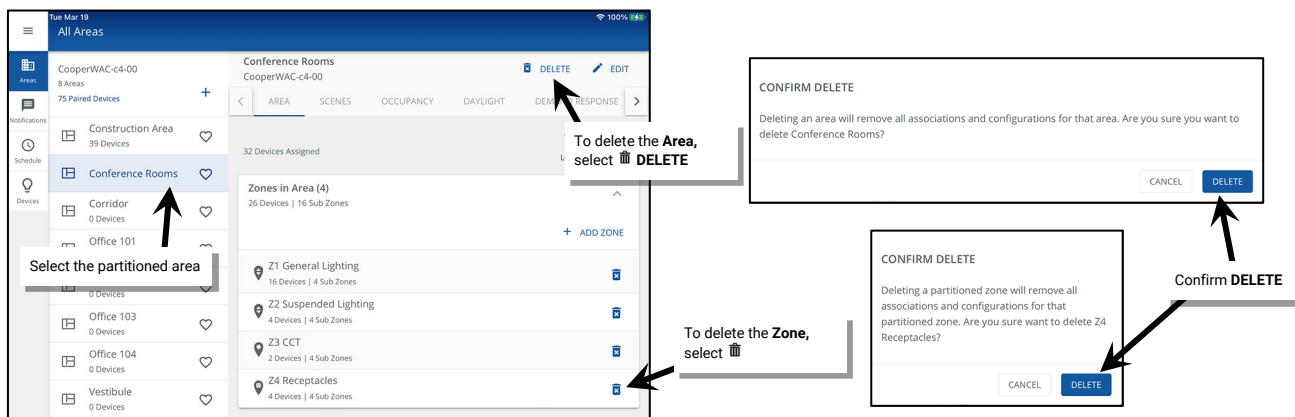 Tue Mar 19
100%
All Areas
Areas
Notifications
Schedule
Devices
CooperWAC-c4-00
8 Areas
75 Paired Devices
+
Construction Area
39 Devices
Conference Rooms
Corridor
0 Devices
Office 101
Select the partitioned area
0 Devices
Office 103
0 Devices
Office 104
0 Devices
Vestibule
0 Devices
Conference Rooms
CooperWAC-c4-00
DELETE
EDIT
< AREA SCENES OCCUPANCY DAYLIGHT RESPONSE >
32 Devices Assigned
Zones in Area (4)
26 Devices | 16 Sub Zones
+ ADD ZONE
Z1 General Lighting
16 Devices | 4 Sub Zones
Z2 Suspended Lighting
4 Devices | 4 Sub Zones
Z3 CCT
2 Devices | 4 Sub Zones
Z4 Receptacles
4 Devices | 4 Sub Zones
To delete the Area,
select DELETE
To delete the Zone,
select
CONFIRM DELETE
Deleting an area will remove all associations and configurations for that area. Are you sure you want to
delete Conference Rooms?
CANCEL DELETE
CONFIRM DELETE
Deleting a partitioned zone will remove all
associations and configurations for that
partitioned zone. Are you sure want to delete Z4
Receptacles?
CANCEL DELETE
Confirm DELETE